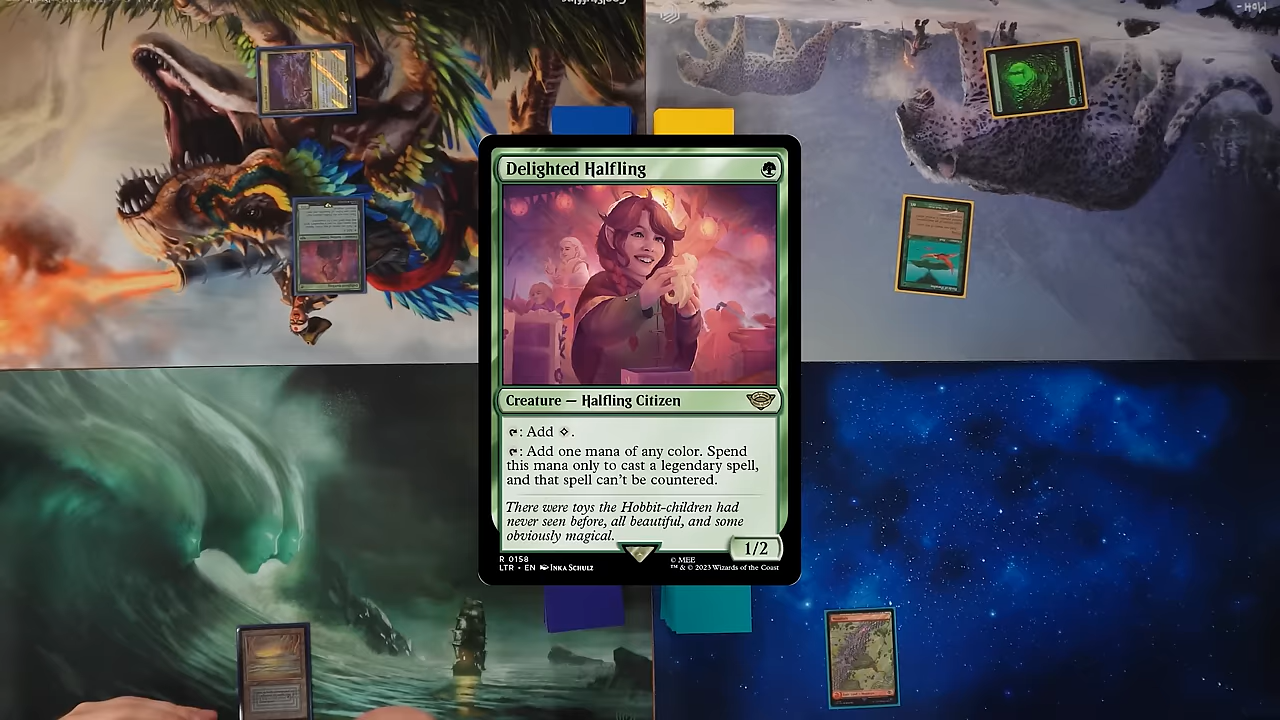 Delighted Halfling
Creature — Halfling Citizen
: Add .
: Add one mana of any color. Spend
this mana only to cast a legendary spell,
and that spell can't be countered.
There were toys the Hobbit-children had
never seen before, all beautiful, and some
obviously magical.
1/2
R 0158
LTR • EN INKA SCHULZ
© MEE
™ & © 2023 Wizards of the Coast